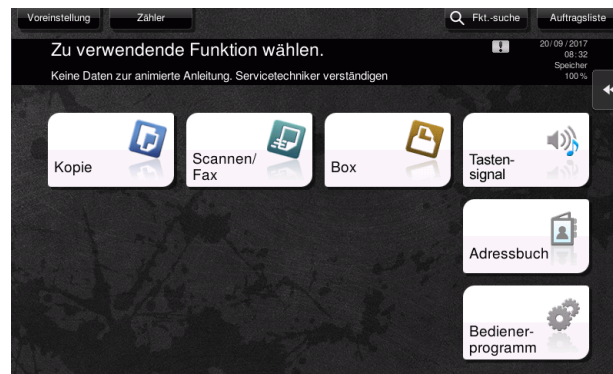 Voreinstellung
Zähler
Fkt.-suche
Auftragsliste
Zu verwendende Funktion wählen.
Keine Daten zur animierte Anleitung. Servicetechniker verständigen
20/09/2017
08:32
Speicher
100%
Kopie
Scannen/
Fax
Box
Tasten-
signal
Adressbuch
Bediener-
programm